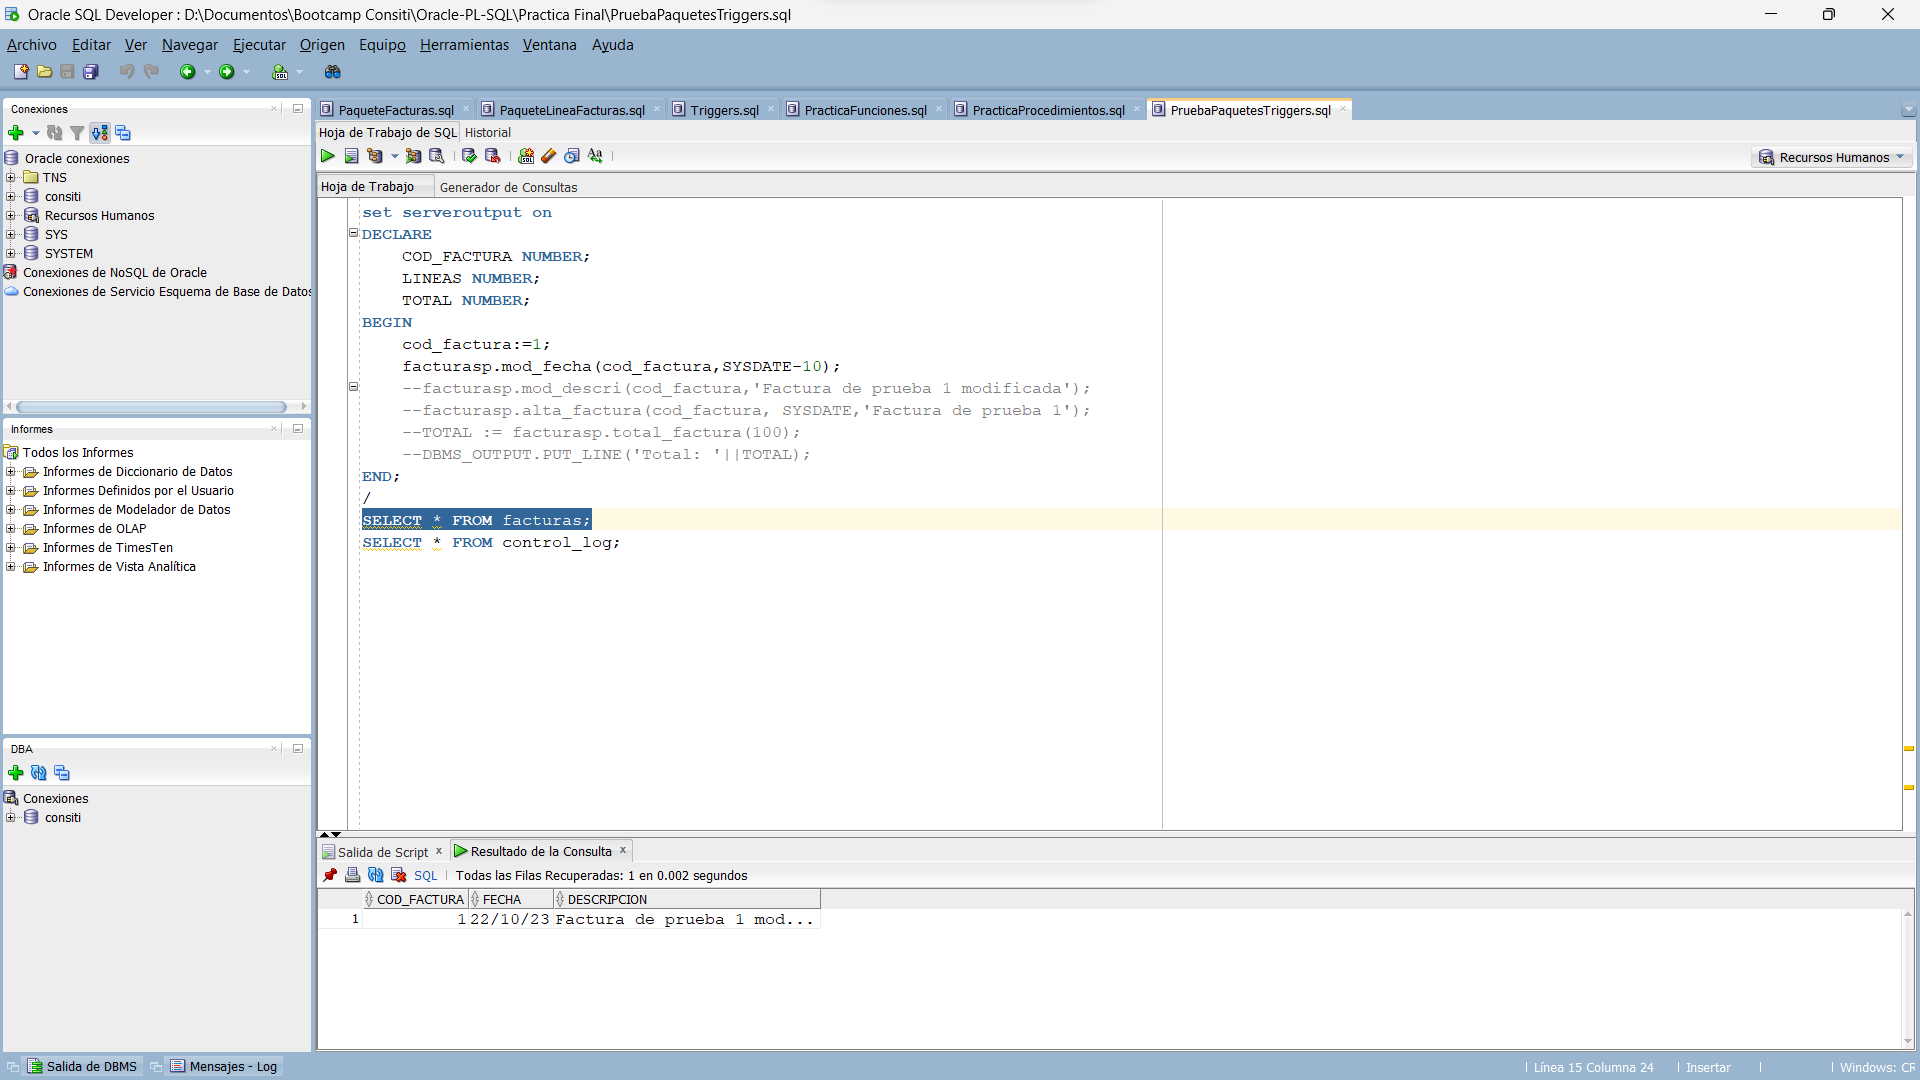 Oracle SQL Developer : D:\Documentos\Bootcamp Consiti\Oracle-PL-SQL\Practica Final\PruebaPaquetesTriggers.sql
Archivo Editar Ver Navegar Ejecutar Origen Equipo Herramientas Ventana Ayuda
Conexiones
Oracle conexiones
TNS
consiti
Recursos Humanos
SYS
SYSTEM
Conexiones de NoSQL de Oracle
Conexiones de Servicio Esquema de Base de Datos
Informes
Todos los Informes
Informes de Diccionario de Datos
Informes Definidos por el Usuario
Informes de Modelador de Datos
Informes de OLAP
Informes de TimesTen
Informes de Vista Analítica
DBA
Conexiones
consiti
PaqueteFacturas.sql PaqueteLineaFacturas.sql Triggers.sql PracticaFunciones.sql PracticaProcedimientos.sql PruebaPaquetesTriggers.sql
Hoja de Trabajo de SQL Historial
Recursos Humanos
Hoja de Trabajo Generador de Consultas
set serveroutput on
DECLARE
COD_FACTURA NUMBER;
LINEAS NUMBER;
TOTAL NUMBER;
BEGIN
cod_factura:=1;
facturasp.mod_fecha(cod_factura,SYSDATE-10);
--facturasp.mod_descri(cod_factura,'Factura de prueba 1 modificada');
--facturasp.alta_factura(cod_factura, SYSDATE,'Factura de prueba 1');
--TOTAL := facturasp.total_factura(100);
--DBMS_OUTPUT.PUT_LINE('Total: '||TOTAL);
END;
/
SELECT * FROM facturas;
SELECT * FROM control_log;
Salida de Script Resultado de la Consulta
SQL Todas las Filas Recuperadas: 1 en 0.002 segundos
COD_FACTURA FECHA DESCRIPCION
1 1 22/10/23 Factura de prueba 1 mod...
Salida de DBMS Mensajes - Log
Línea 15 Columna 24 Insertar Windows: CR